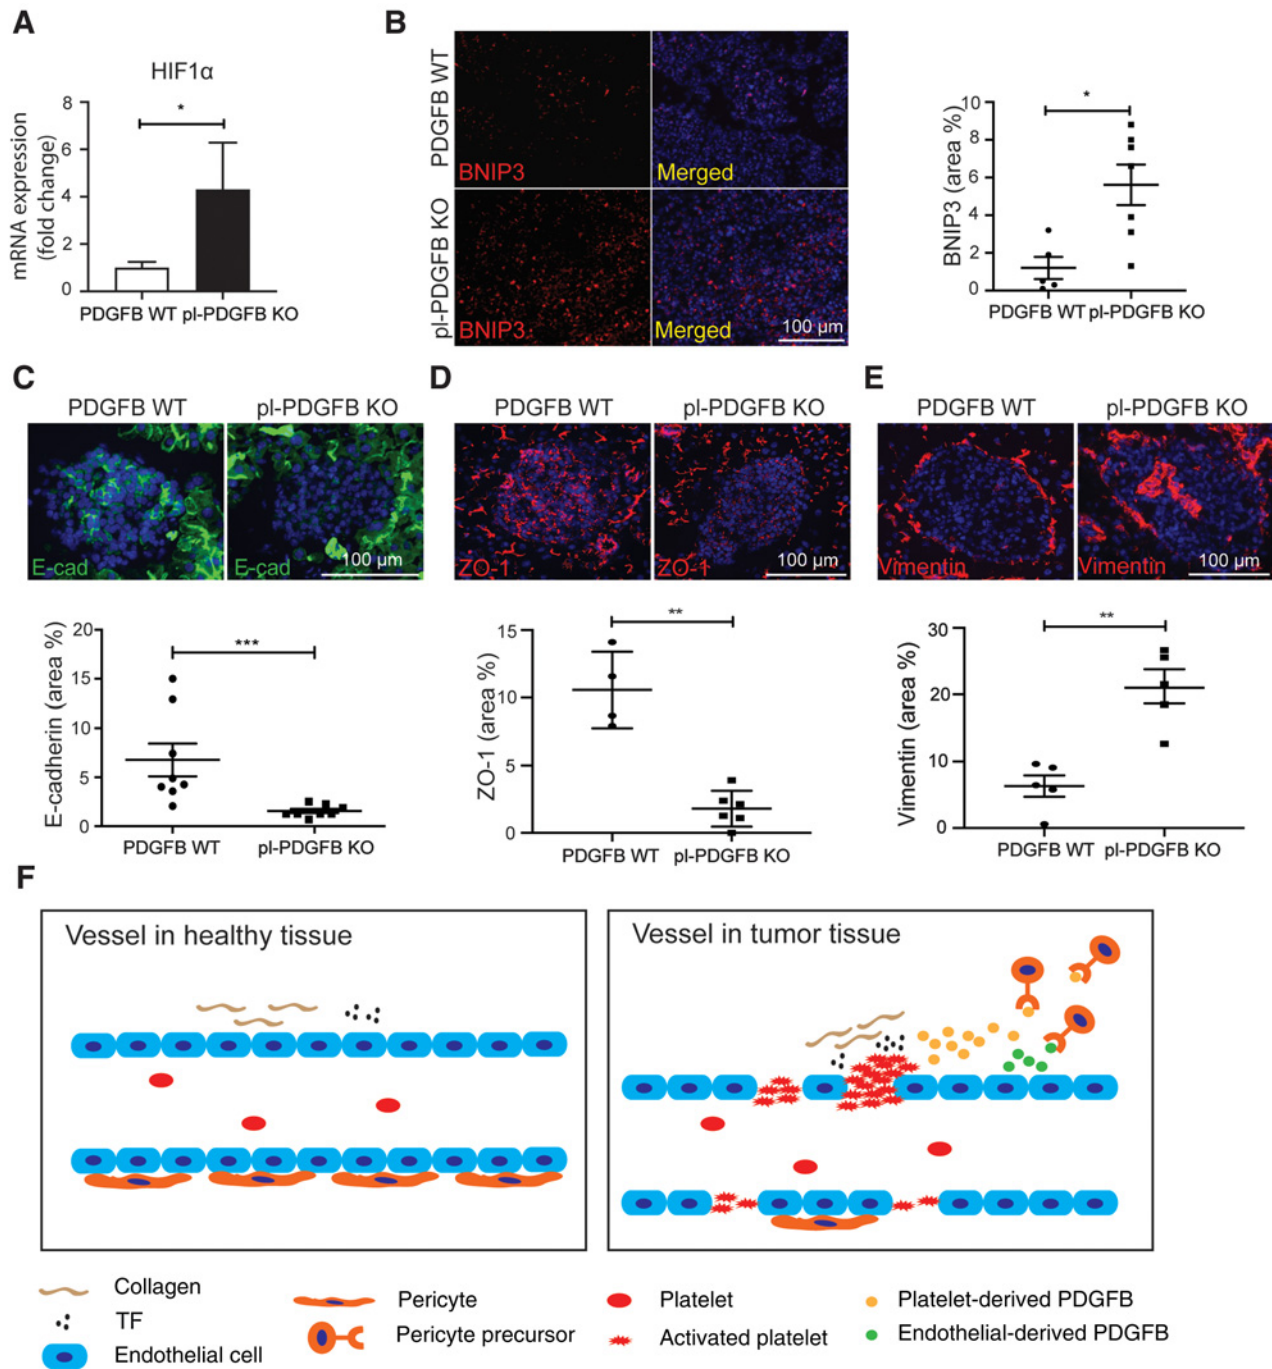 A
HIF1α
mRNA expression
(fold change)
8
6
4
2
0
*
PDGFB WT
pl-PDGFB KO
B
PDGFB WT
pl-PDGFB KO
BNIP3
Merged
BNIP3
Merged
100 µm
BNIP3 (area %)
10
8
6
4
2
0
*
PDGFB WT
pl-PDGFB KO
C
PDGFB WT
pl-PDGFB KO
E-cad
E-cad
100 µm
E-cadherin (area %)
20
15
10
5
0
***
PDGFB WT
pl-PDGFB KO
D
PDGFB WT
pl-PDGFB KO
ZO-1
ZO-1
100 µm
ZO-1 (area %)
15
10
5
0
**
PDGFB WT
pl-PDGFB KO
E
PDGFB WT
pl-PDGFB KO
Vimentin
Vimentin
100 µm
Vimentin (area %)
30
20
10
0
**
PDGFB WT
pl-PDGFB KO
F
Vessel in healthy tissue
Vessel in tumor tissue
Collagen
TF
Endothelial cell
Pericyte
Pericyte precursor
Platelet
Activated platelet
Platelet-derived PDGFB
Endothelial-derived PDGFB